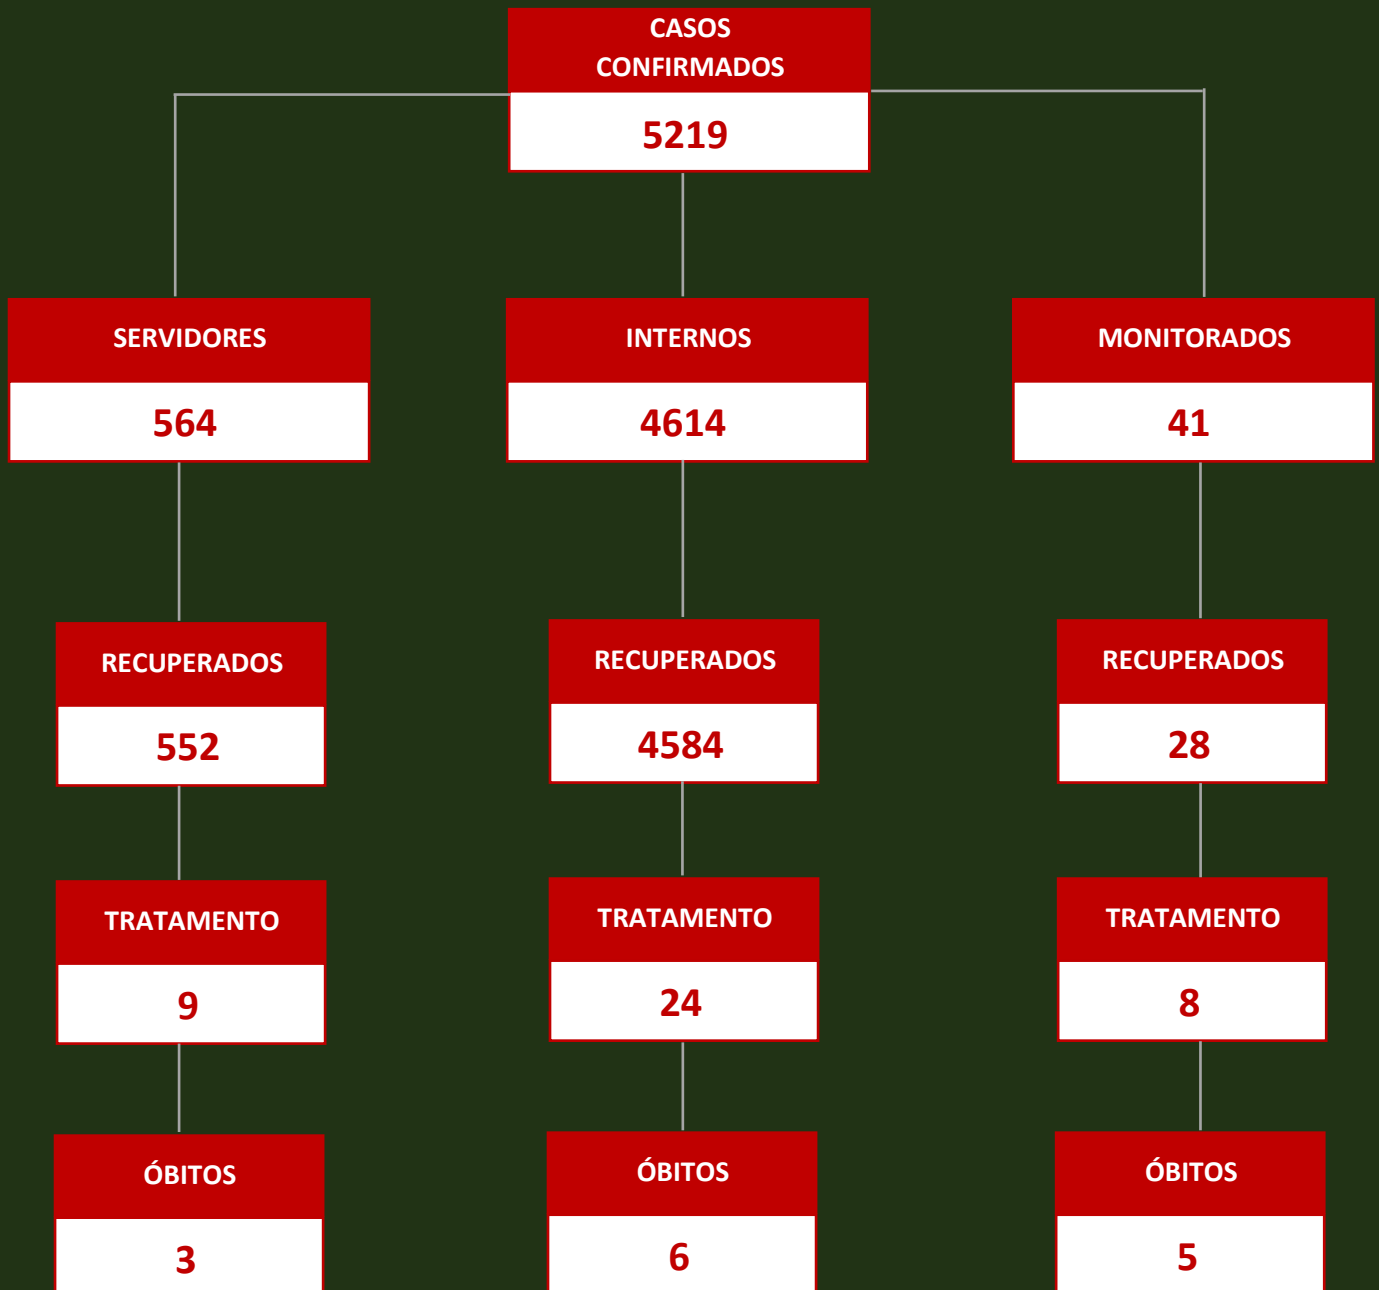 CASOS
CONFIRMADOS
5219
SERVIDORES
INTERNOS
MONITORADOS
564
4614
41
RECUPERADOS
RECUPERADOS
RECUPERADOS
552
4584
28
TRATAMENTO
TRATAMENTO
TRATAMENTO
9
24
8
ÓBITOS
ÓBITOS
ÓBITOS
3
6
5